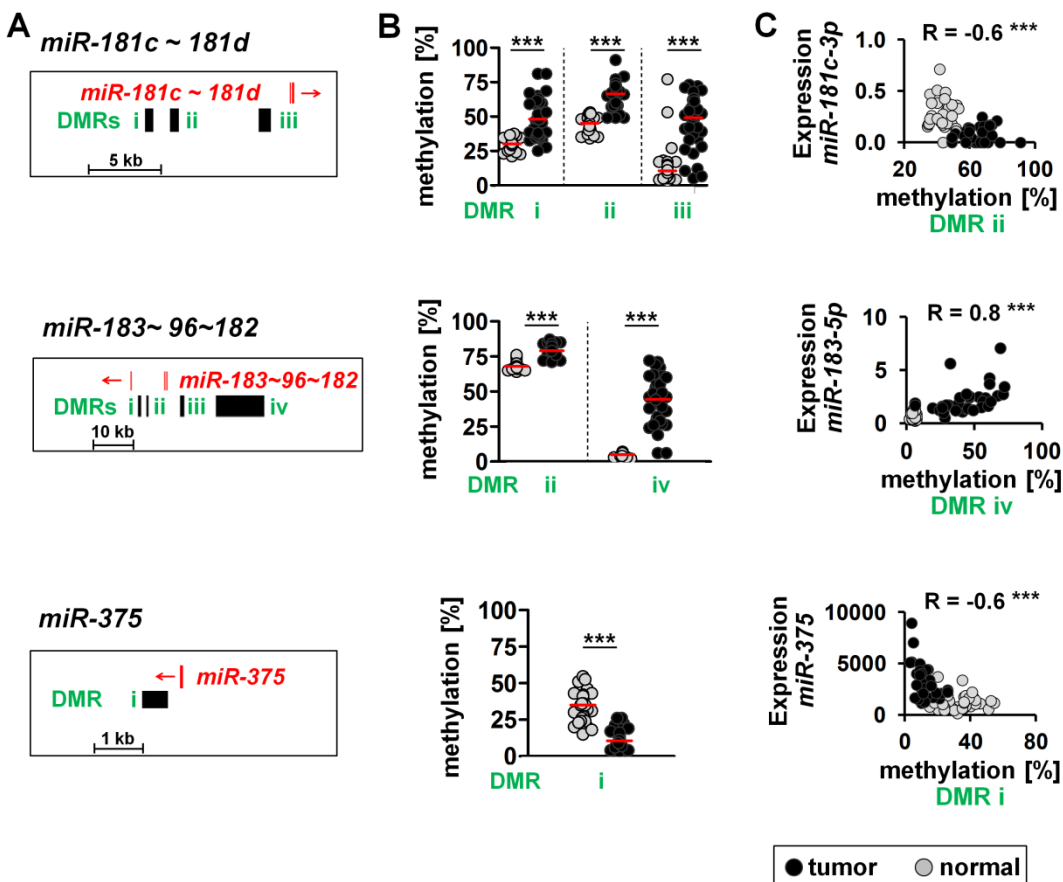 A
miR-181c ~ 181d
miR-181c ~ 181d
DMRs i ii iii
5 kb
B
methylation [%]
100
75
50
25
0
***
***
***
DMR i ii iii
C
R = -0.6 ***
Expression
miR-181c-3p
1.0
0.5
0.0
20 60 100
methylation [%]
DMR ii
miR-183~ 96~182
miR-183~96~182
DMRs i ii iii iv
10 kb
methylation [%]
100
75
50
25
0
***
***
DMR ii iv
R = 0.8 ***
Expression
miR-183-5p
10
5
0
0 50 100
methylation [%]
DMR iv
miR-375
miR-375
DMR i
1 kb
methylation [%]
100
75
50
25
0
***
DMR i
R = -0.6 ***
Expression
miR-375
10000
5000
0
0 40 80
methylation [%]
DMR i
tumor normal